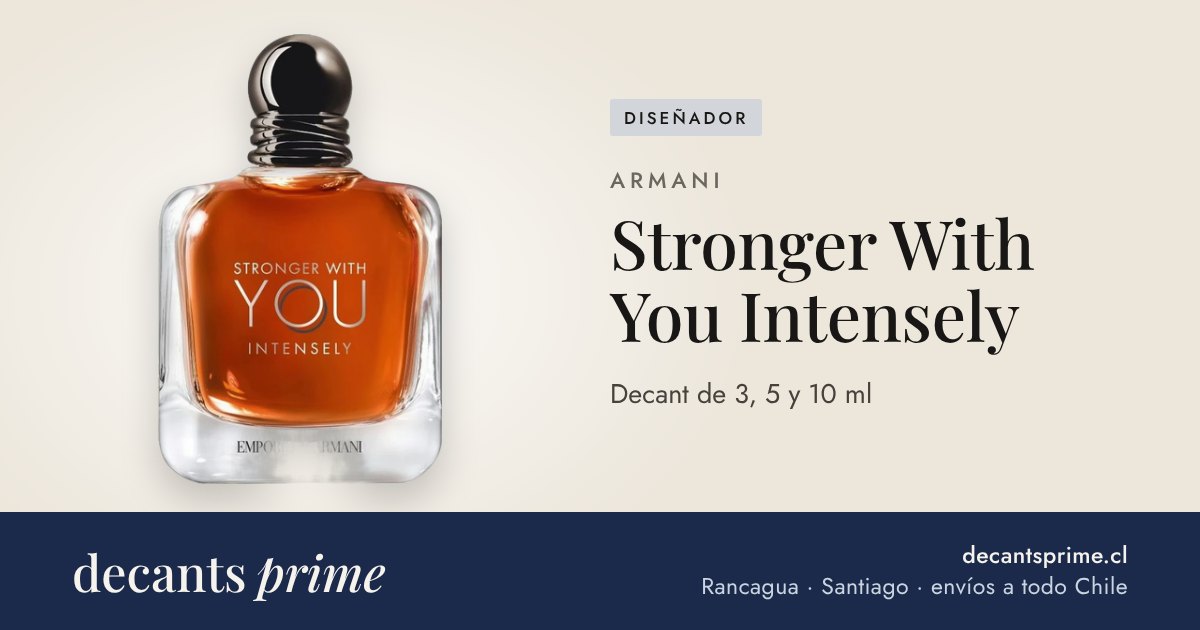 STRONGER WITH
YOU
INTENSELY
DISEÑADOR
ARMANI
Stronger With
You Intensely
Decant de 3, 5 y 10 ml
decants prime
decantsprime.cl
Rancagua · Santiago · envíos a todo Chile